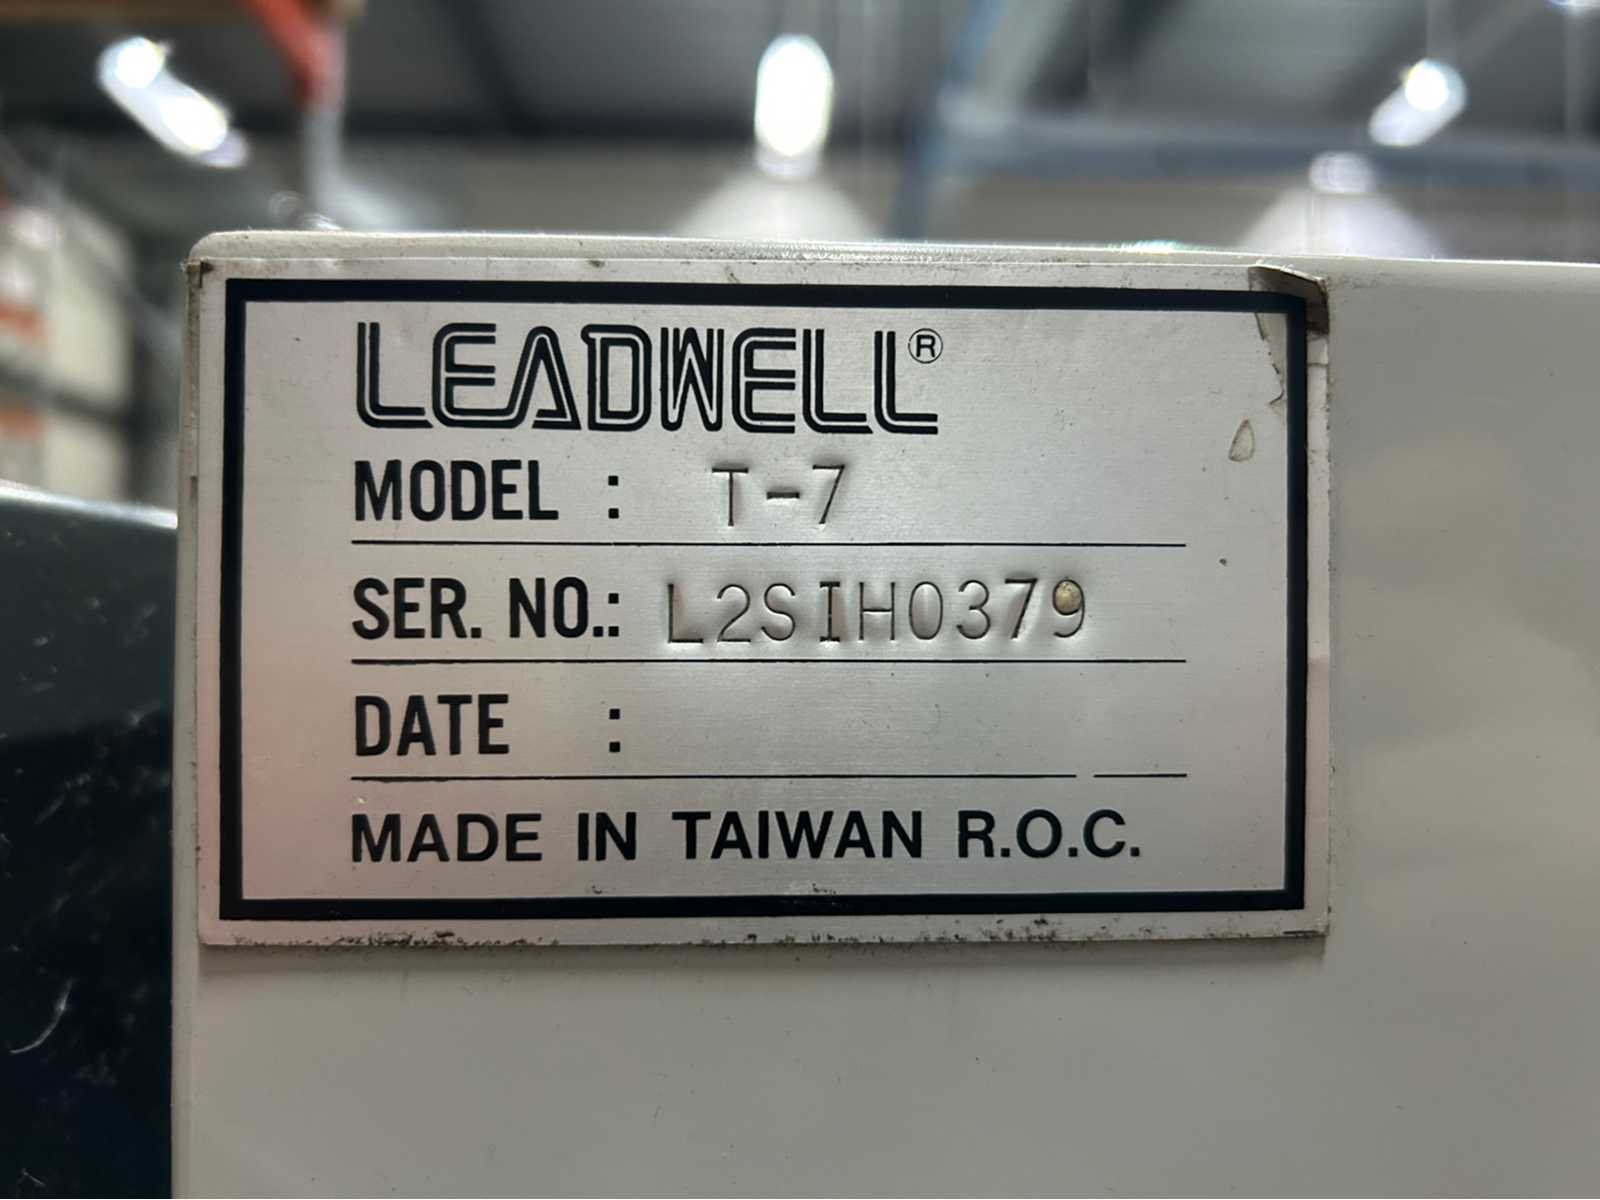 LEADWELL®
MODEL : T-7
SER. NO.: L2SIH0379
DATE :
MADE IN TAIWAN R.O.C.